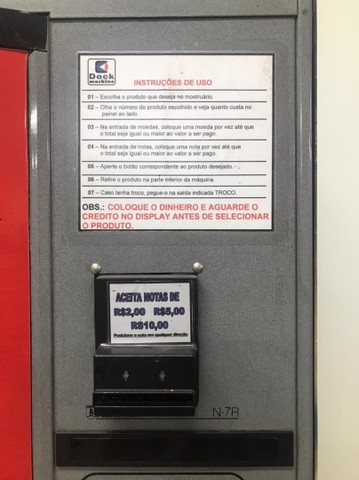 Dock
machine
INSTRUÇÕES DE USO
01 – Escolha o produto que deseja no mostruário.
02 – Olhe o número do produto escolhido e veja quanto custa no
painel ao lado.
03 – Na entrada de moedas, coloque uma moeda por vez até que
o total seja igual ou maior ao valor a ser pago.
04 – Na entrada de notas, coloque uma nota por vez até que
o total seja igual ou maior ao valor a ser pago.
05 – Aperte o botão correspondente ao produto desejado.
06 – Retire o produto na parte inferior da máquina.
07 – Caso tenha troco, pegue-o na saída indicada TROCO.
OBS.: COLOQUE O DINHEIRO E AGUARDE O
CREDITO NO DISPLAY ANTES DE SELECIONAR
O PRODUTO.
ACEITA NOTAS DE
R$2,00 R$5,00
R$10,00
Posicione a nota em qualquer direção
N-7R